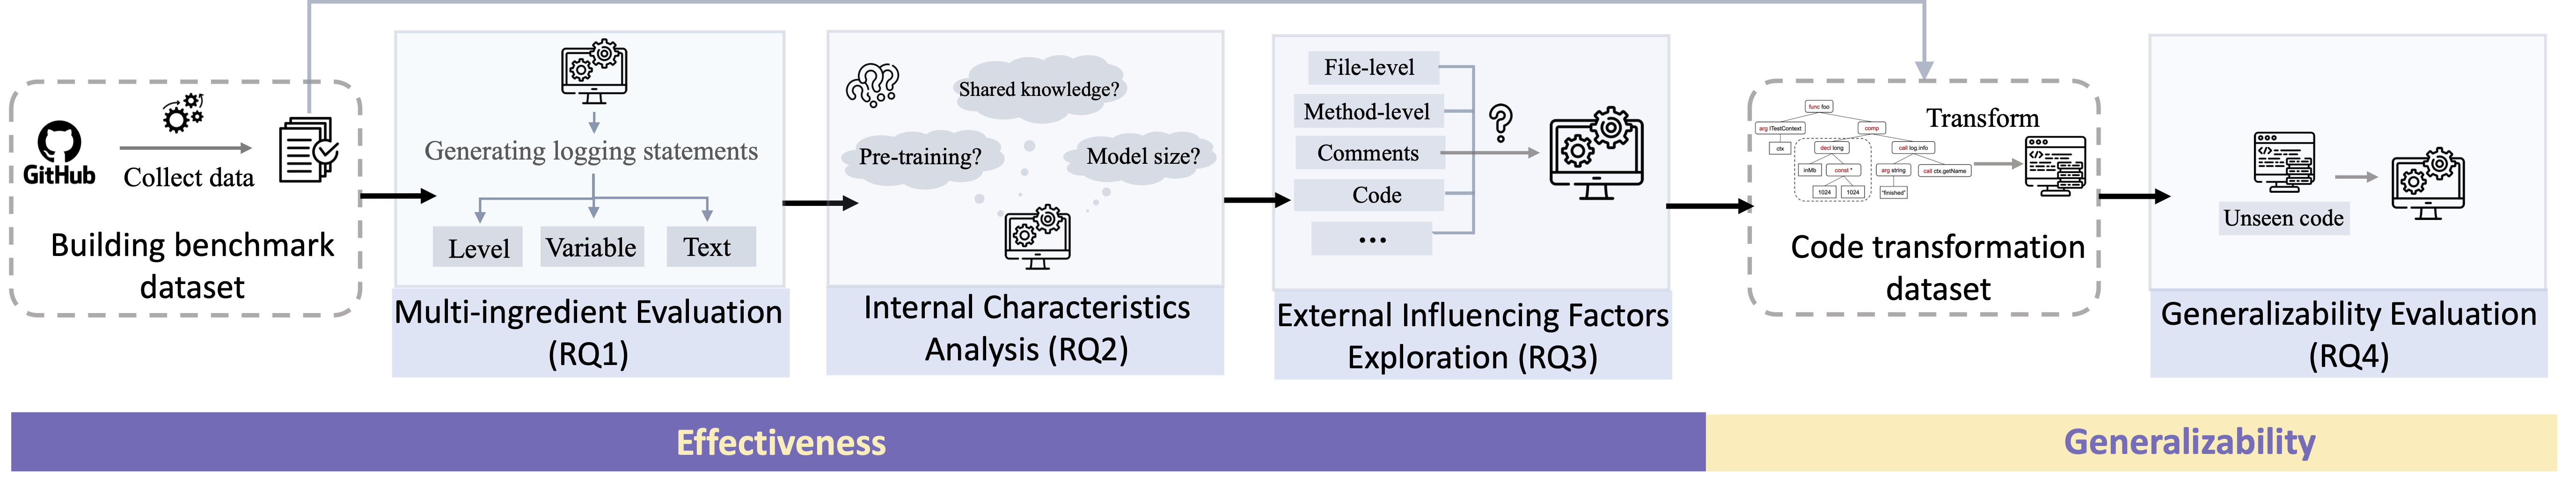 GitHub
Collect data
Building benchmark
dataset
Generating logging statements
Level
Variable
Text
Multi-ingredient Evaluation
(RQ1)
Shared knowledge?
Pre-training?
Model size?
Internal Characteristics
Analysis (RQ2)
File-level
Method-level
Comments
Code
...
?
External Influencing Factors
Exploration (RQ3)
func foo
arg ITestContext
comp
ctx
decl long
call log.info
inMb
const *
arg string
call ctx.getName
1024
1024
"finished"
Transform
</>
Code transformation
dataset
</>
Unseen code
Generalizability Evaluation
(RQ4)
Effectiveness
Generalizability